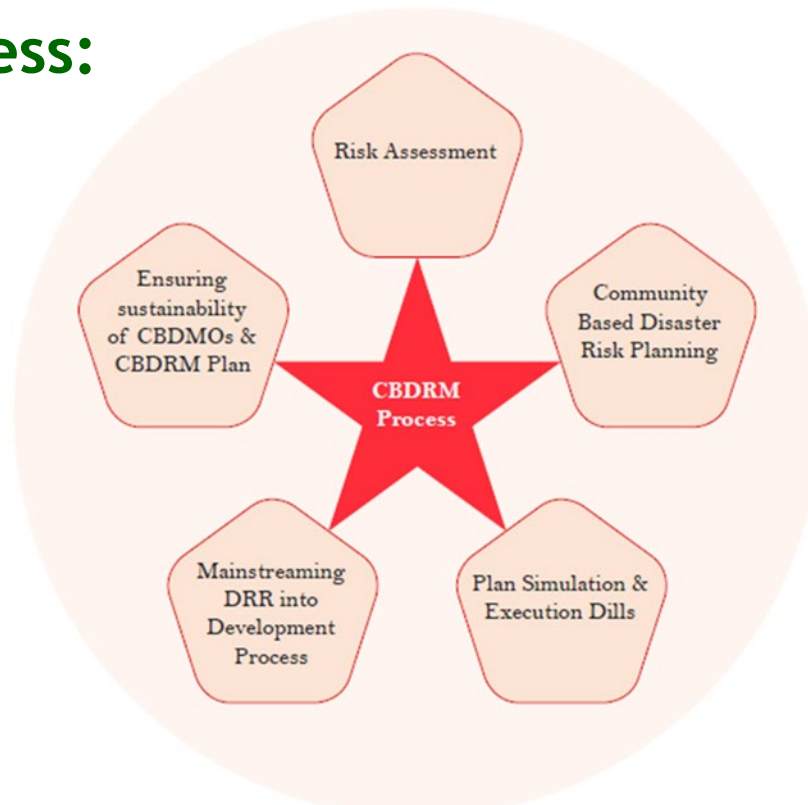 ess:
Risk Assessment
Community
Based Disaster
Risk Planning
Plan Simulation &
Execution Dills
Mainstreaming
DRR into
Development
Process
Ensuring
sustainability
of CBDMOs &
CBDRM Plan
CBDRM
Process